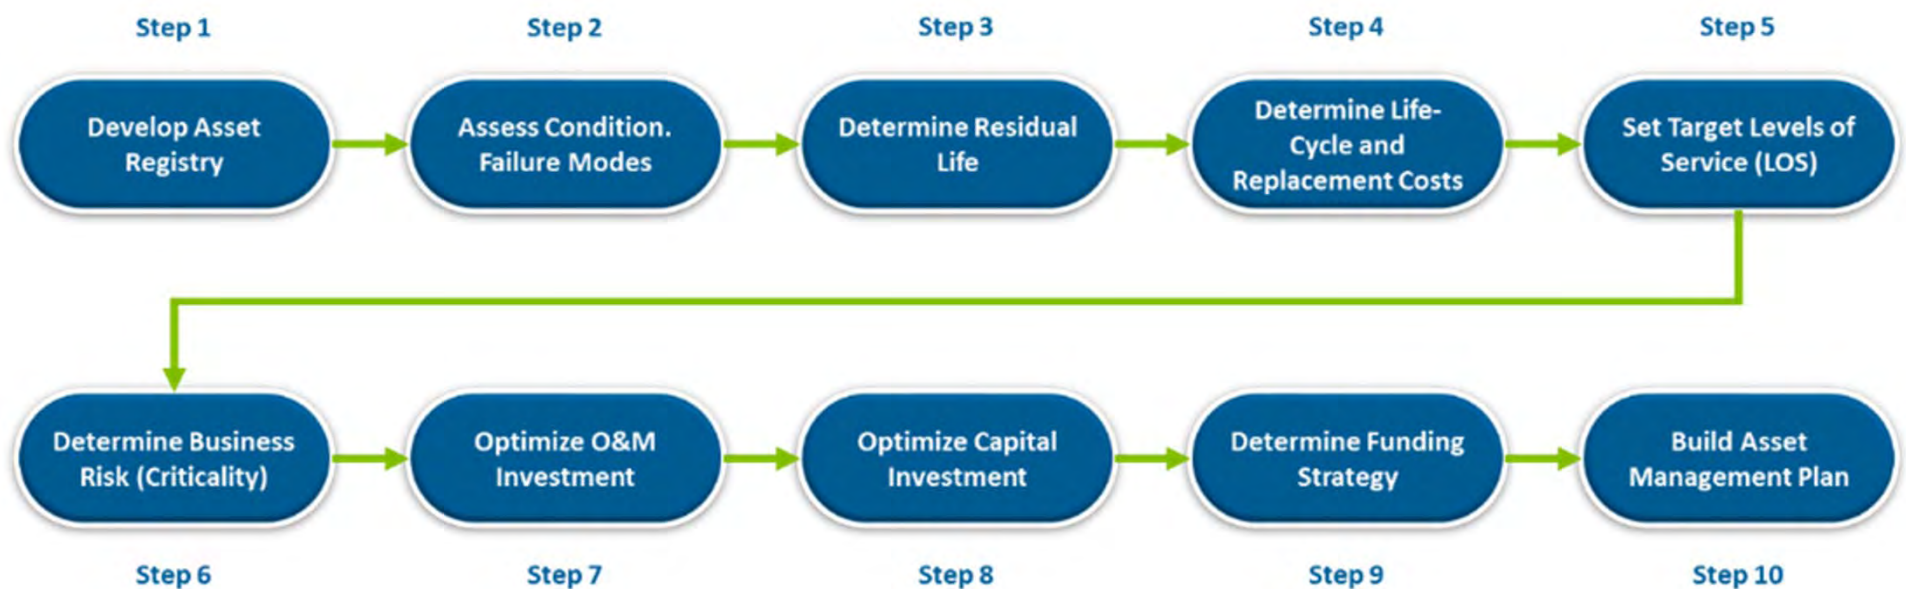 Step 1
Step 2
Step 3
Step 4
Step 5
Develop Asset
Registry
Assess Condition.
Failure Modes
Determine Residual
Life
Determine Life-
Cycle and
Replacement Costs
Set Target Levels of
Service (LOS)
Determine Business
Risk (Criticality)
Optimize O&M
Investment
Optimize Capital
Investment
Determine Funding
Strategy
Build Asset
Management Plan
Step 6
Step 7
Step 8
Step 9
Step 10